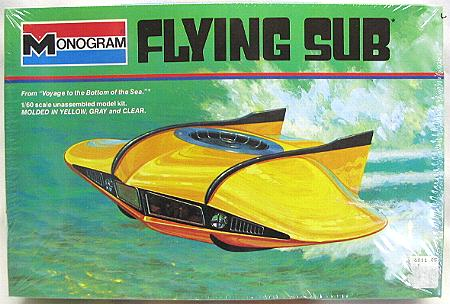 MONOGRAM
FLYING SUB*
From "Voyage to the Bottom of the Sea."*
1/60 scale unassembled model kit.
MOLDED IN YELLOW, GRAY and CLEAR.